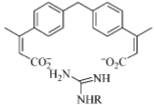 CO₂⁻ ⁻O₂C
H₂N NH
NHR